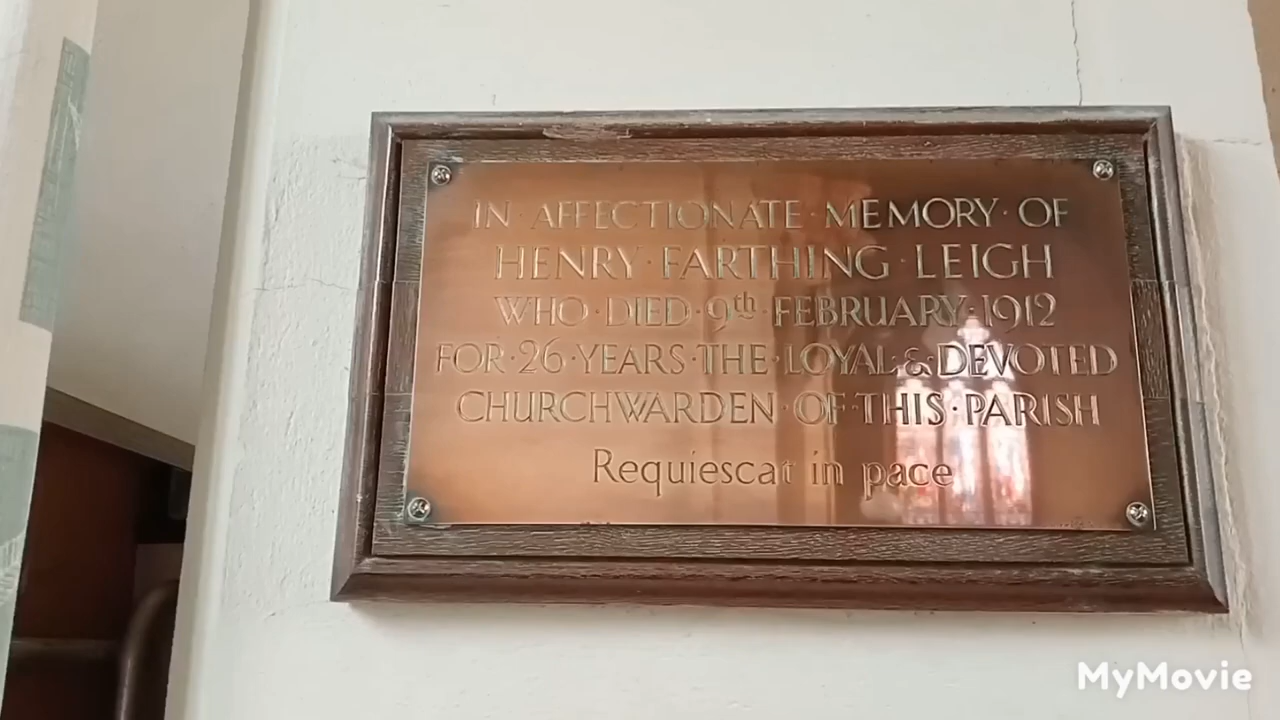 IN·AFFECTIONATE·MEMORY·OF
HENRY·FARTHING·LEIGH
WHO·DIED·9th·FEBRUARY·1912
FOR·26·YEARS·THE·LOYAL·&·DEVOTED
CHURCHWARDEN·OF·THIS·PARISH
Requiescat in pace
MyMovie